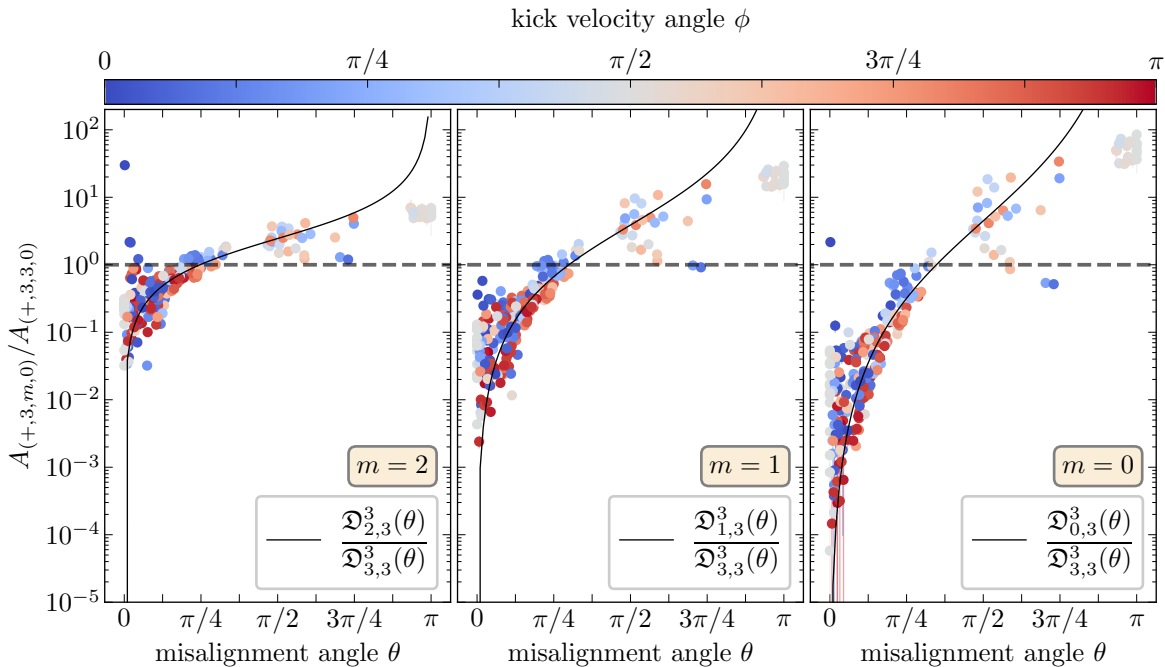 kick velocity angle ϕ
0 π/4 π/2 3π/4 π
A(+,3,m,0)/A(+,3,3,0)
10² 10¹ 10⁰ 10⁻¹ 10⁻² 10⁻³ 10⁻⁴ 10⁻⁵
m = 2
𝔇³₂,₃(θ)
𝔇³₃,₃(θ)
0 π/4 π/2 3π/4 π
misalignment angle θ
m = 1
𝔇³₁,₃(θ)
𝔇³₃,₃(θ)
0 π/4 π/2 3π/4 π
misalignment angle θ
m = 0
𝔇³₀,₃(θ)
𝔇³₃,₃(θ)
0 π/4 π/2 3π/4 π
misalignment angle θ